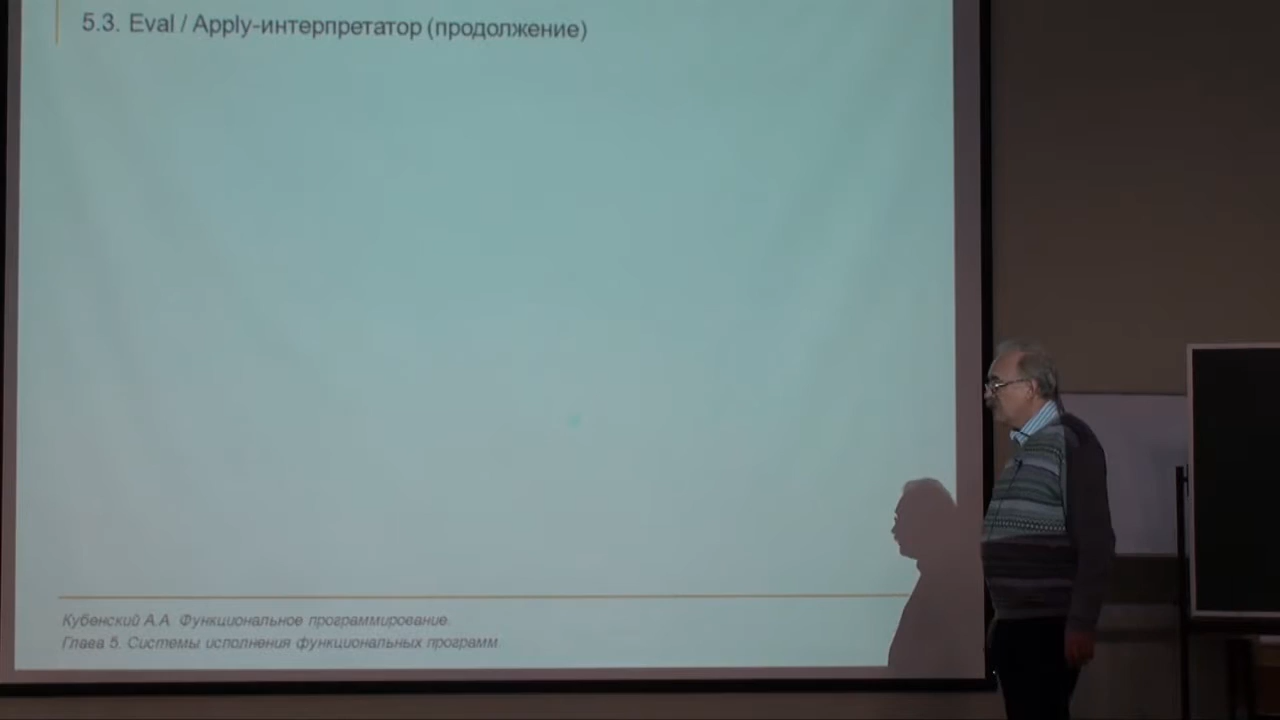 5.3. Eval / Apply-интерпретатор (продолжение)
Кубенский А.А. Функциональное программирование.
Глава 5. Системы исполнения функциональных программ